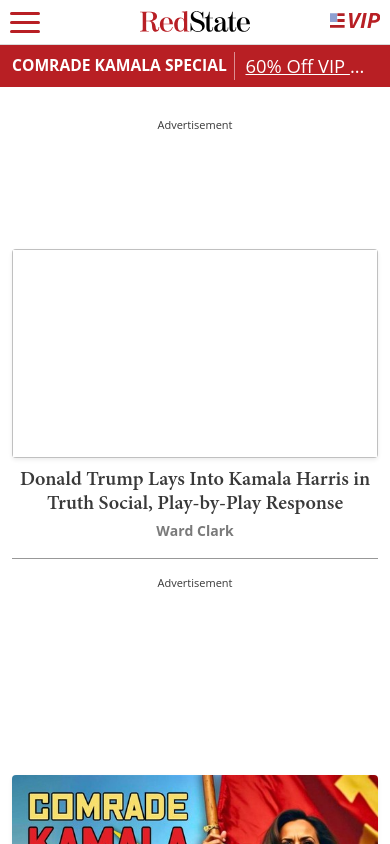 RedState
VIP
COMRADE KAMALA SPECIAL
60% Off VIP ...
Advertisement
Donald Trump Lays Into Kamala Harris in
Truth Social, Play-by-Play Response
Ward Clark
Advertisement
COMRADE
KAMALA